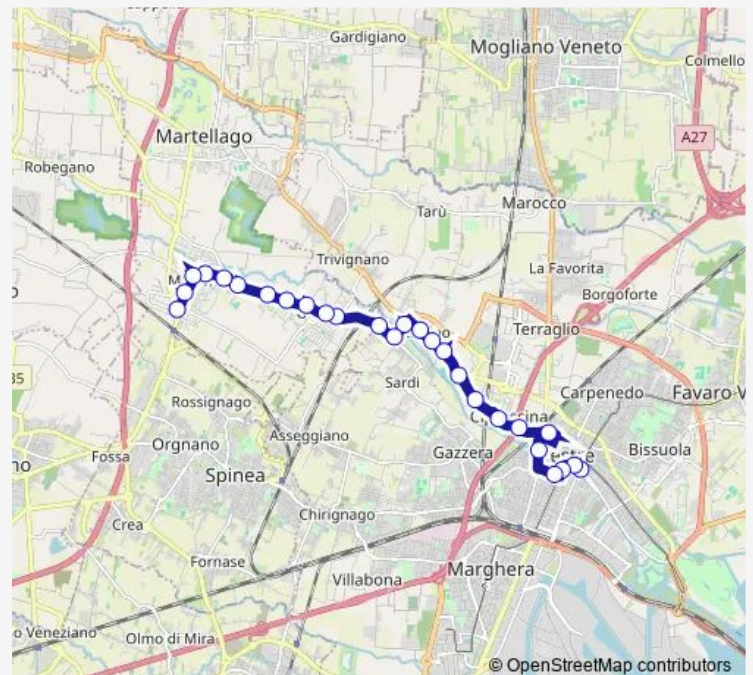 Gardigiano
Mogliano Veneto
Colmello
Martellago
A27
Robegano
Marocco
Tarù
Trivignano
La Favorita
Borgoforte
Terraglio
Sardi
Carpenedo
Favaro V
Rossignago
Asseggiano
Gazzera
Bissuola
Fossa
Orgnano
Spinea
Chirignago
Crea
Fornase
Villabona
Marghera
o Veneziano
Olmo di Mira
© OpenStreetMap contributors